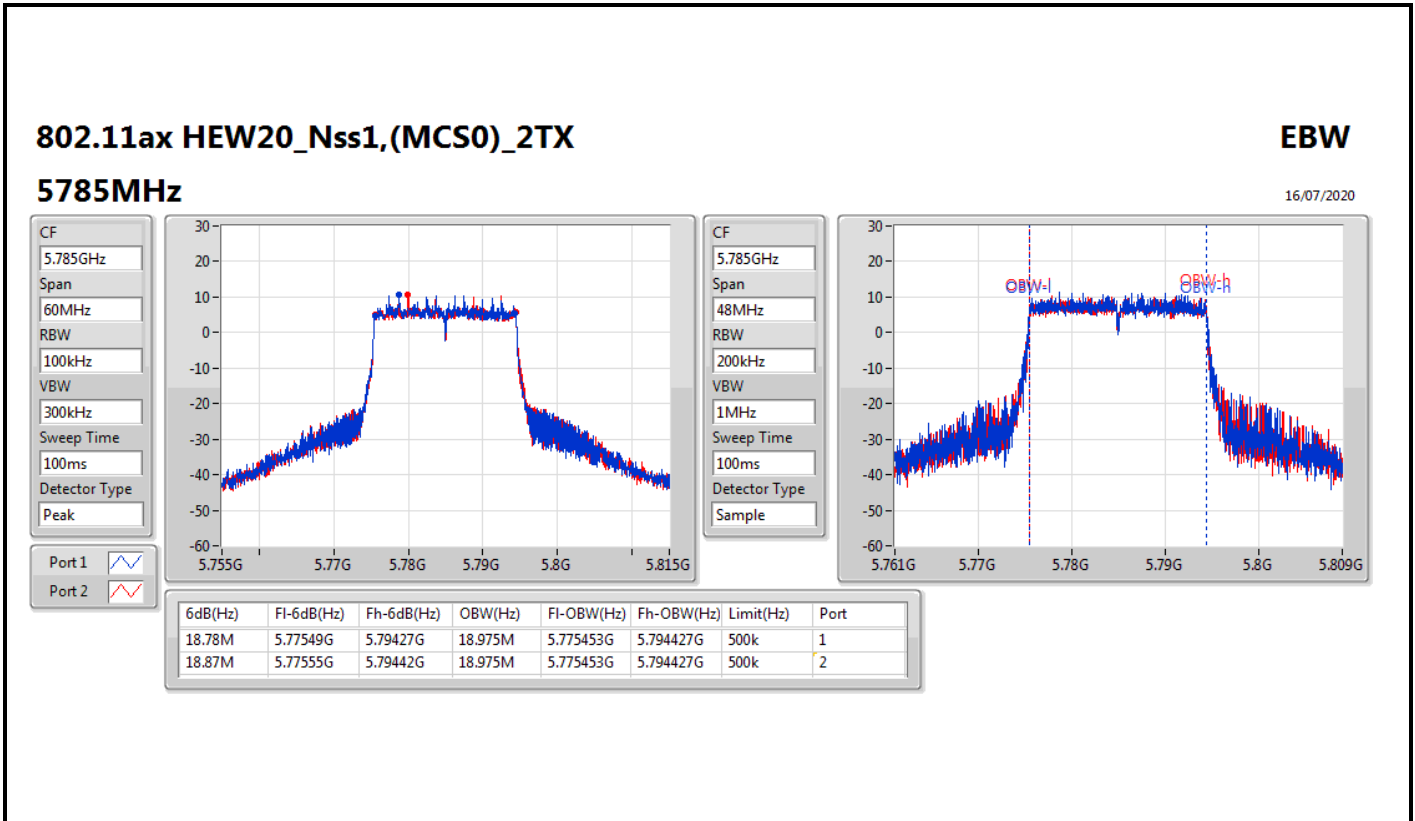 802.11ax HEW20_Nss1,(MCS0)_2TX
EBW
5785MHz
16/07/2020
CF
5.785GHz
Span
60MHz
RBW
100kHz
VBW
300kHz
Sweep Time
100ms
Detector Type
Peak
Port 1
Port 2
30
20
10
0
-10
-20
-30
-40
-50
-60
5.755G 5.77G 5.78G 5.79G 5.8G 5.815G
CF
5.785GHz
Span
48MHz
RBW
200kHz
VBW
1MHz
Sweep Time
100ms
Detector Type
Sample
30
20
10
0
-10
-20
-30
-40
-50
-60
OBW-l OBW-h
OBW-l OBW-h
5.761G 5.77G 5.78G 5.79G 5.8G 5.809G
6dB(Hz) Fl-6dB(Hz) Fh-6dB(Hz) OBW(Hz) Fl-OBW(Hz) Fh-OBW(Hz) Limit(Hz) Port
18.78M 5.77549G 5.79427G 18.975M 5.775453G 5.794427G 500k 1
18.87M 5.77555G 5.79442G 18.975M 5.775453G 5.794427G 500k 2